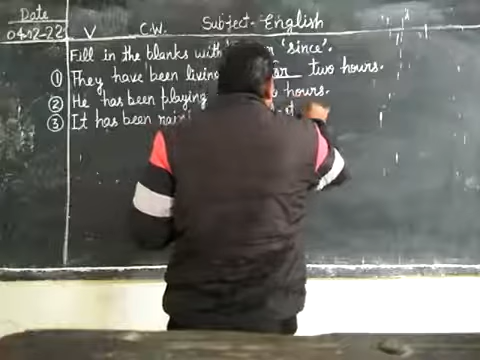 Date
04-12-22 V C.W. Subject- English
Fill in the blanks with 'since'.
① They have been living two hours.
② He has been playing hours.
③ It has been